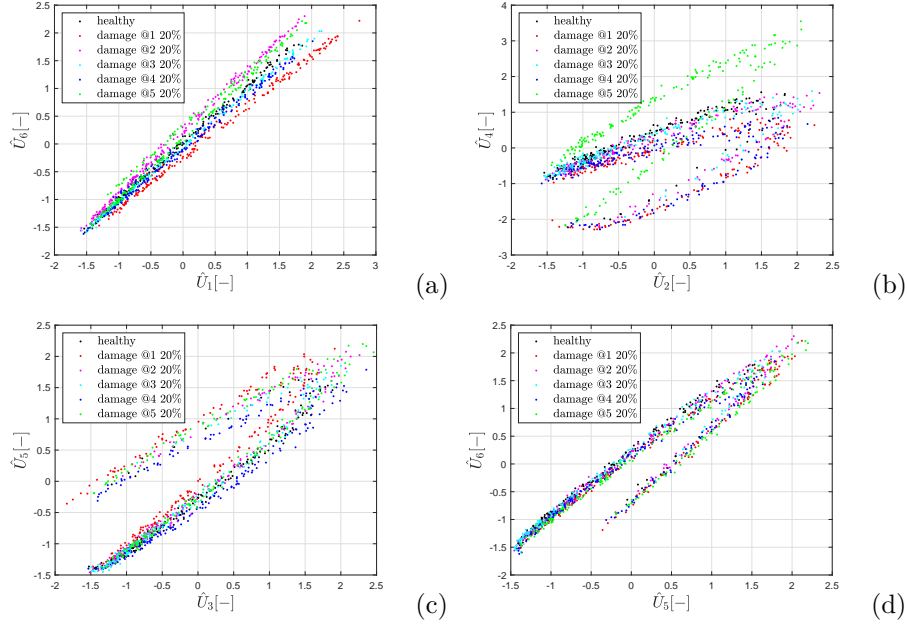 healthy
damage @1 20%
damage @2 20%
damage @3 20%
damage @4 20%
damage @5 20%
Û₆[−]
2.5
2
1.5
1
0.5
0
-0.5
-1
-1.5
-2
-2 -1.5 -1 -0.5 0 0.5 1 1.5 2 2.5 3
Û₁[−]
(a)
healthy
damage @1 20%
damage @2 20%
damage @3 20%
damage @4 20%
damage @5 20%
Û₄[−]
4
3
2
1
0
-1
-2
-3
-2 -1.5 -1 -0.5 0 0.5 1 1.5 2 2.5
Û₂[−]
(b)
healthy
damage @1 20%
damage @2 20%
damage @3 20%
damage @4 20%
damage @5 20%
Û₅[−]
2.5
2
1.5
1
0.5
0
-0.5
-1
-1.5
-2 -1.5 -1 -0.5 0 0.5 1 1.5 2 2.5
Û₃[−]
(c)
healthy
damage @1 20%
damage @2 20%
damage @3 20%
damage @4 20%
damage @5 20%
Û₆[−]
2.5
2
1.5
1
0.5
0
-0.5
-1
-1.5
-2
-1.5 -1 -0.5 0 0.5 1 1.5 2 2.5
Û₅[−]
(d)